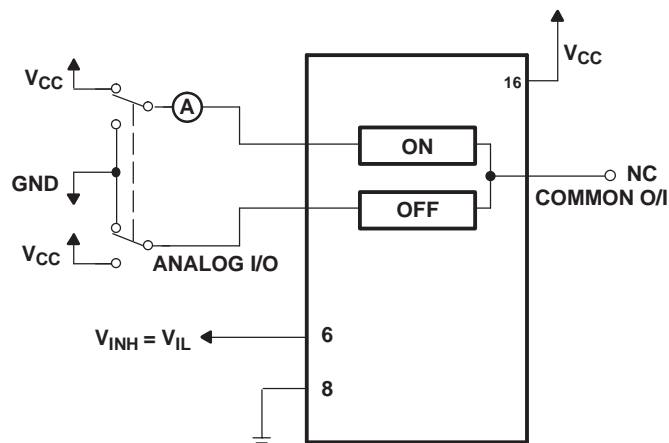 VCC
VCC
16
A
ON
NC
GND
COMMON O/I
OFF
VCC
ANALOG I/O
VINH = VIL
6
8